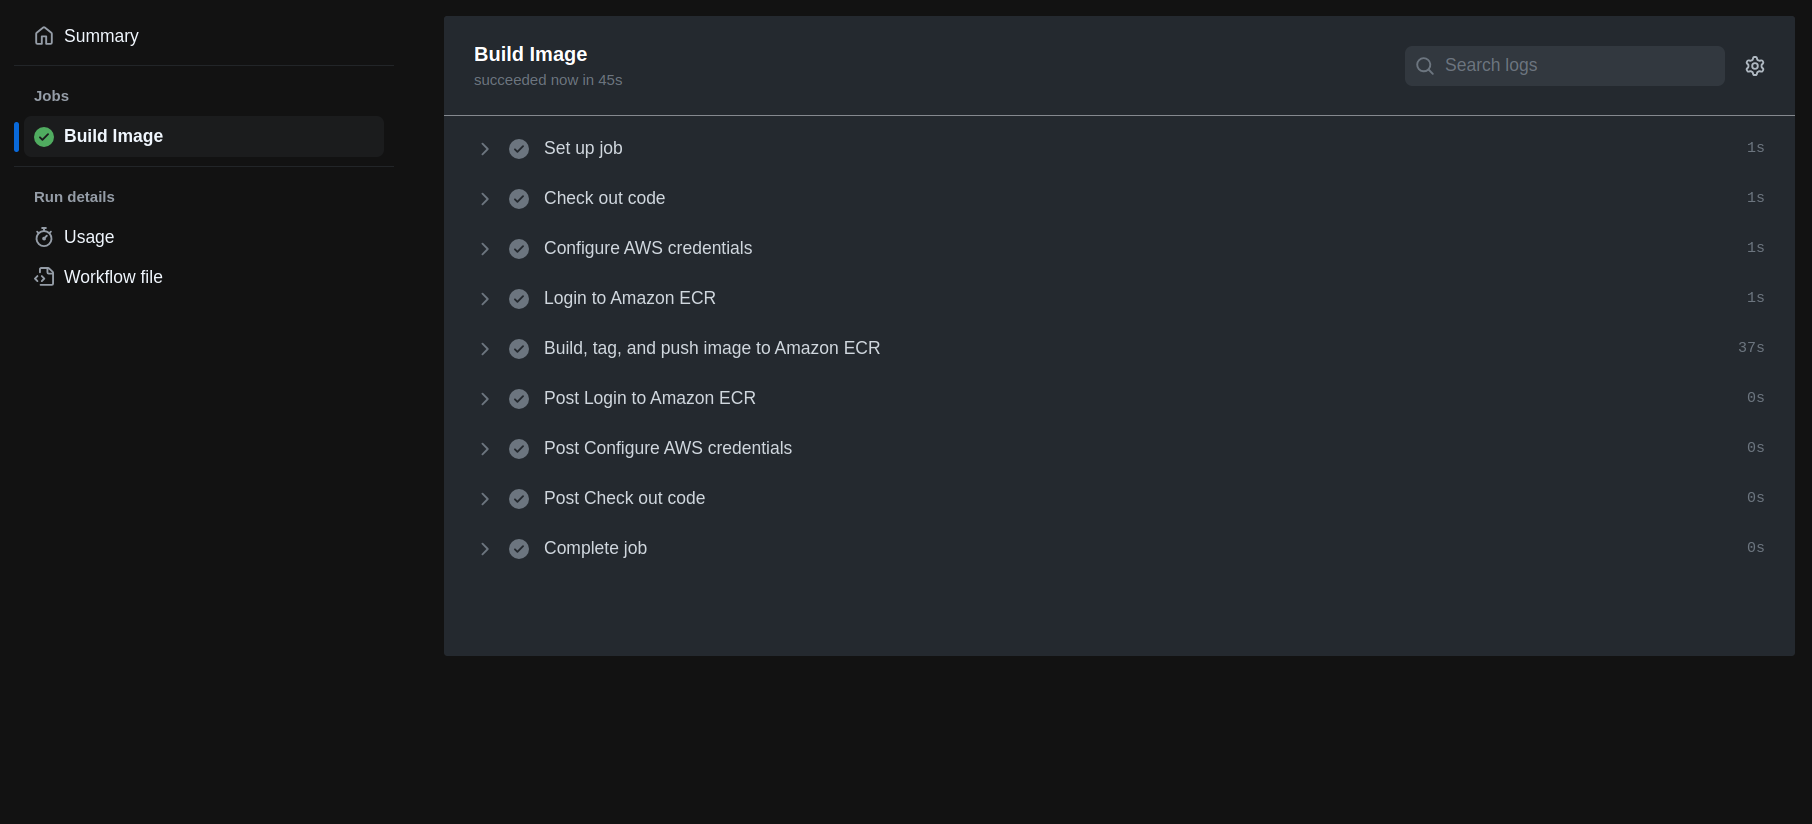 Summary
Jobs
Build Image
Run details
Usage
Workflow file
Build Image
succeeded now in 45s
Search logs
Set up job 1s
Check out code 1s
Configure AWS credentials 1s
Login to Amazon ECR 1s
Build, tag, and push image to Amazon ECR 37s
Post Login to Amazon ECR 0s
Post Configure AWS credentials 0s
Post Check out code 0s
Complete job 0s